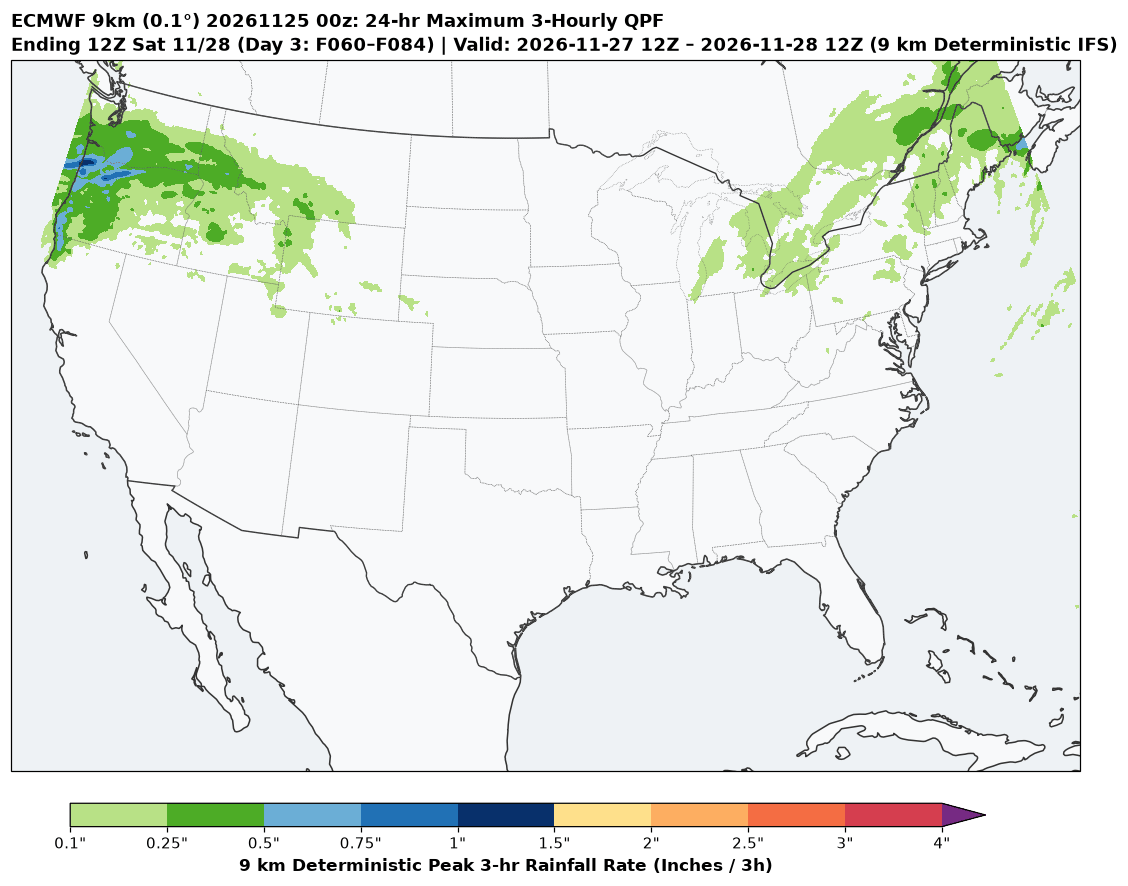 ECMWF 9km (0.1°) 20261125 00z: 24-hr Maximum 3-Hourly QPF
Ending 12Z Sat 11/28 (Day 3: F060–F084) | Valid: 2026-11-27 12Z – 2026-11-28 12Z (9 km Deterministic IFS)
0.1" 0.25" 0.5" 0.75" 1" 1.5" 2" 2.5" 3" 4"
9 km Deterministic Peak 3-hr Rainfall Rate (Inches / 3h)